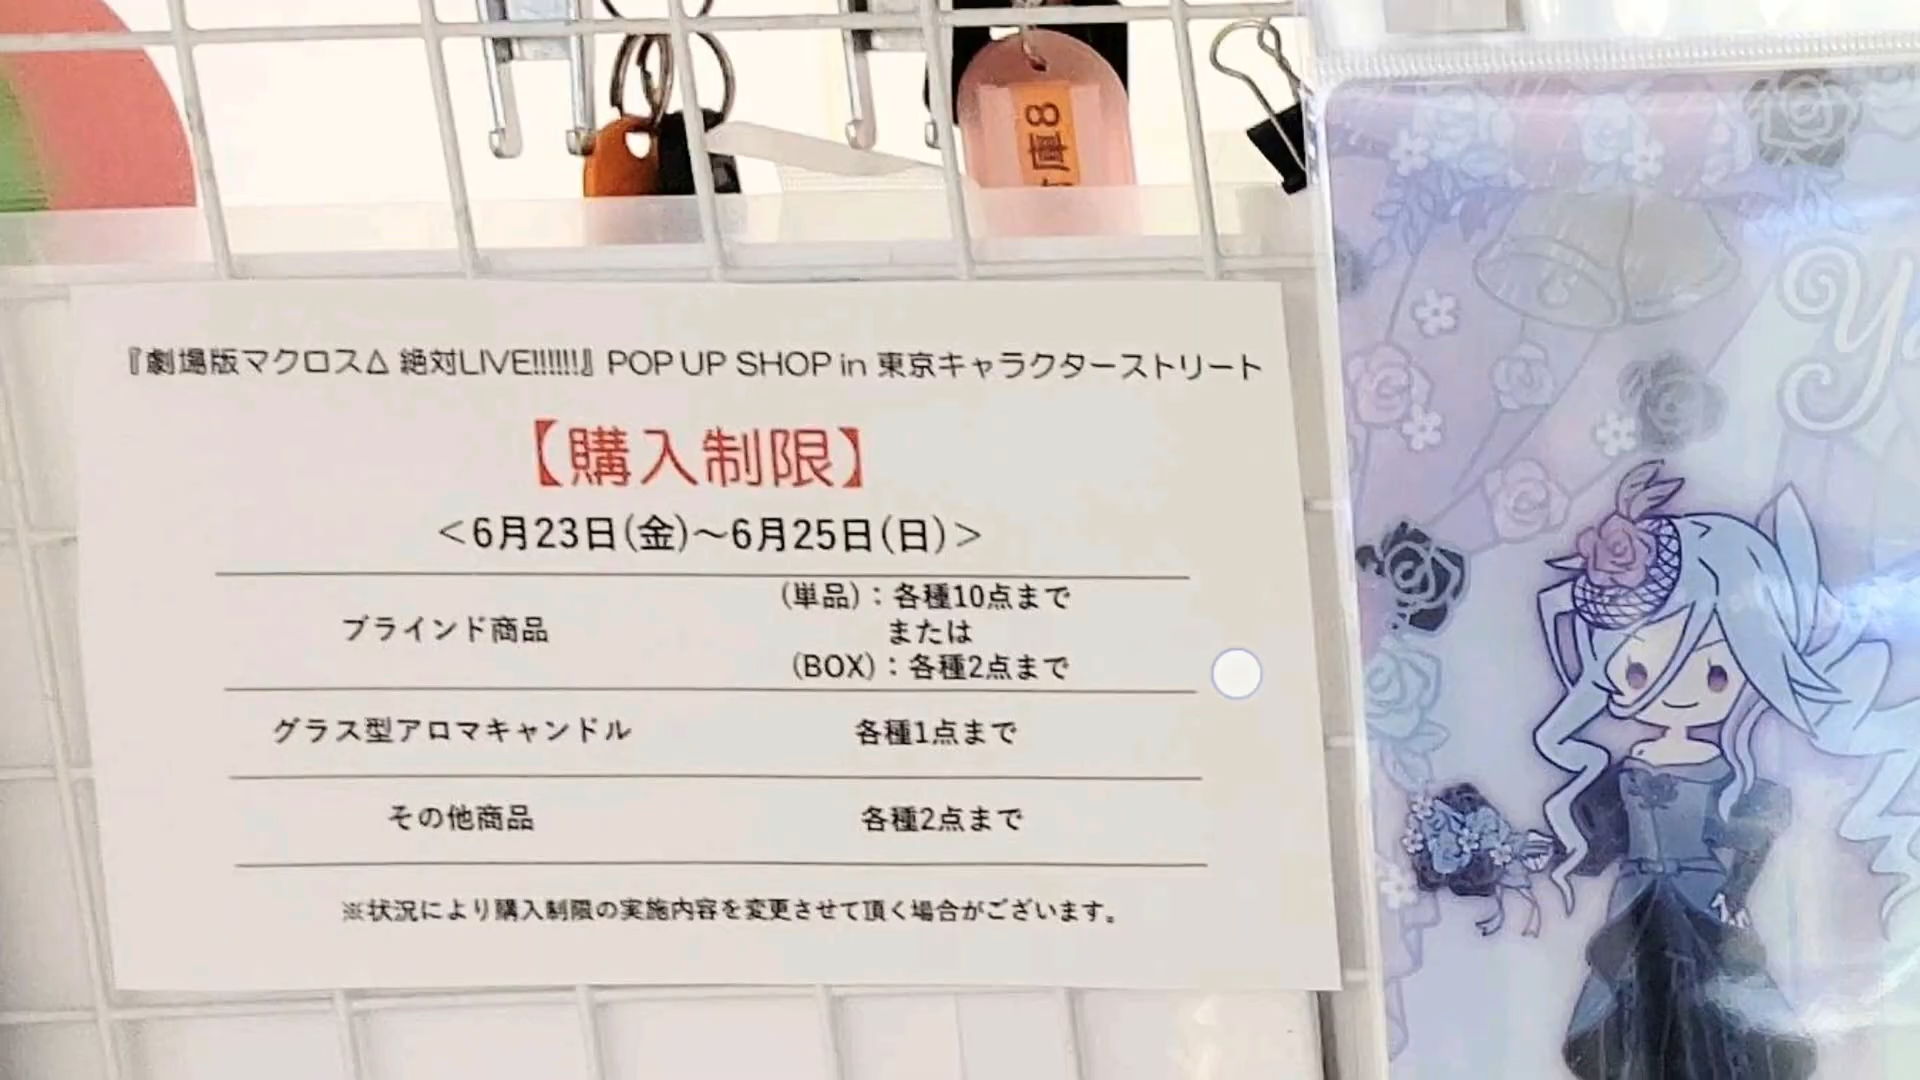 庫8
『劇場版マクロスΔ 絶対LIVE!!!!!!』POP UP SHOP in 東京キャラクターストリート
【購入制限】
＜6月23日(金)～6月25日(日)＞
ブラインド商品
(単品)：各種10点まで
または
(BOX)：各種2点まで
グラス型アロマキャンドル 各種1点まで
その他商品 各種2点まで
※状況により購入制限の実施内容を変更させて頂く場合がございます。